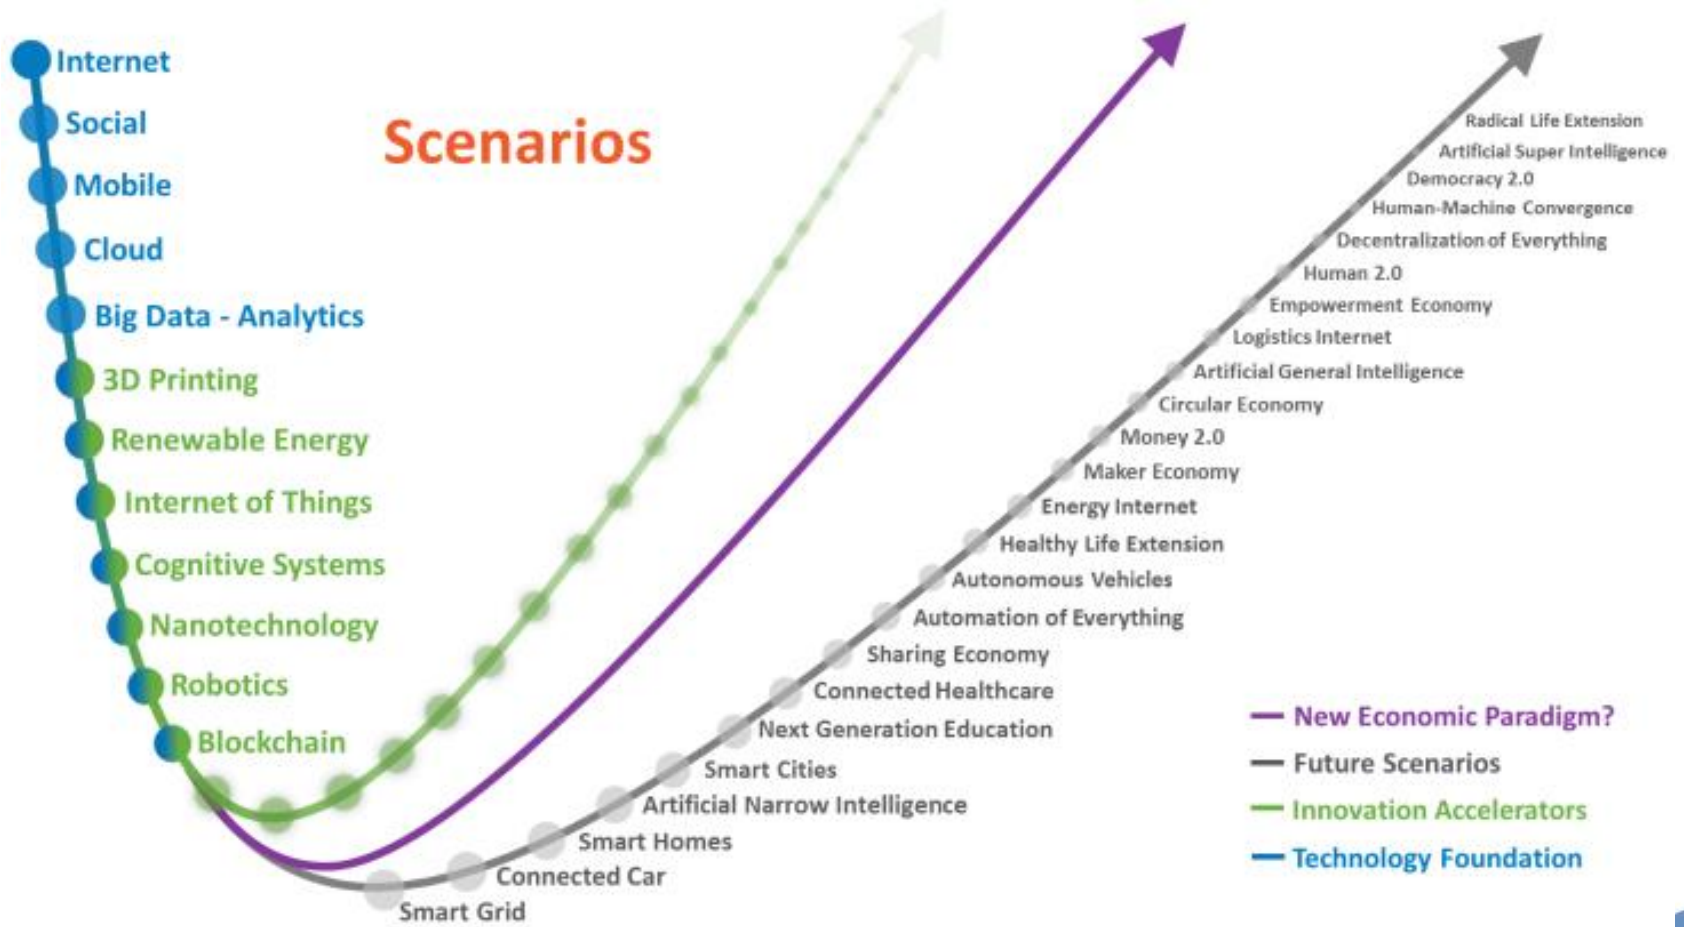 Scenarios
Internet
Social
Mobile
Cloud
Big Data - Analytics
3D Printing
Renewable Energy
Internet of Things
Cognitive Systems
Nanotechnology
Robotics
Blockchain
Radical Life Extension
Artificial Super Intelligence
Democracy 2.0
Human-Machine Convergence
Decentralization of Everything
Human 2.0
Empowerment Economy
Logistics Internet
Artificial General Intelligence
Circular Economy
Money 2.0
Maker Economy
Energy Internet
Healthy Life Extension
Autonomous Vehicles
Automation of Everything
Sharing Economy
Connected Healthcare
Next Generation Education
Smart Cities
Artificial Narrow Intelligence
Smart Homes
Connected Car
Smart Grid
New Economic Paradigm?
Future Scenarios
Innovation Accelerators
Technology Foundation